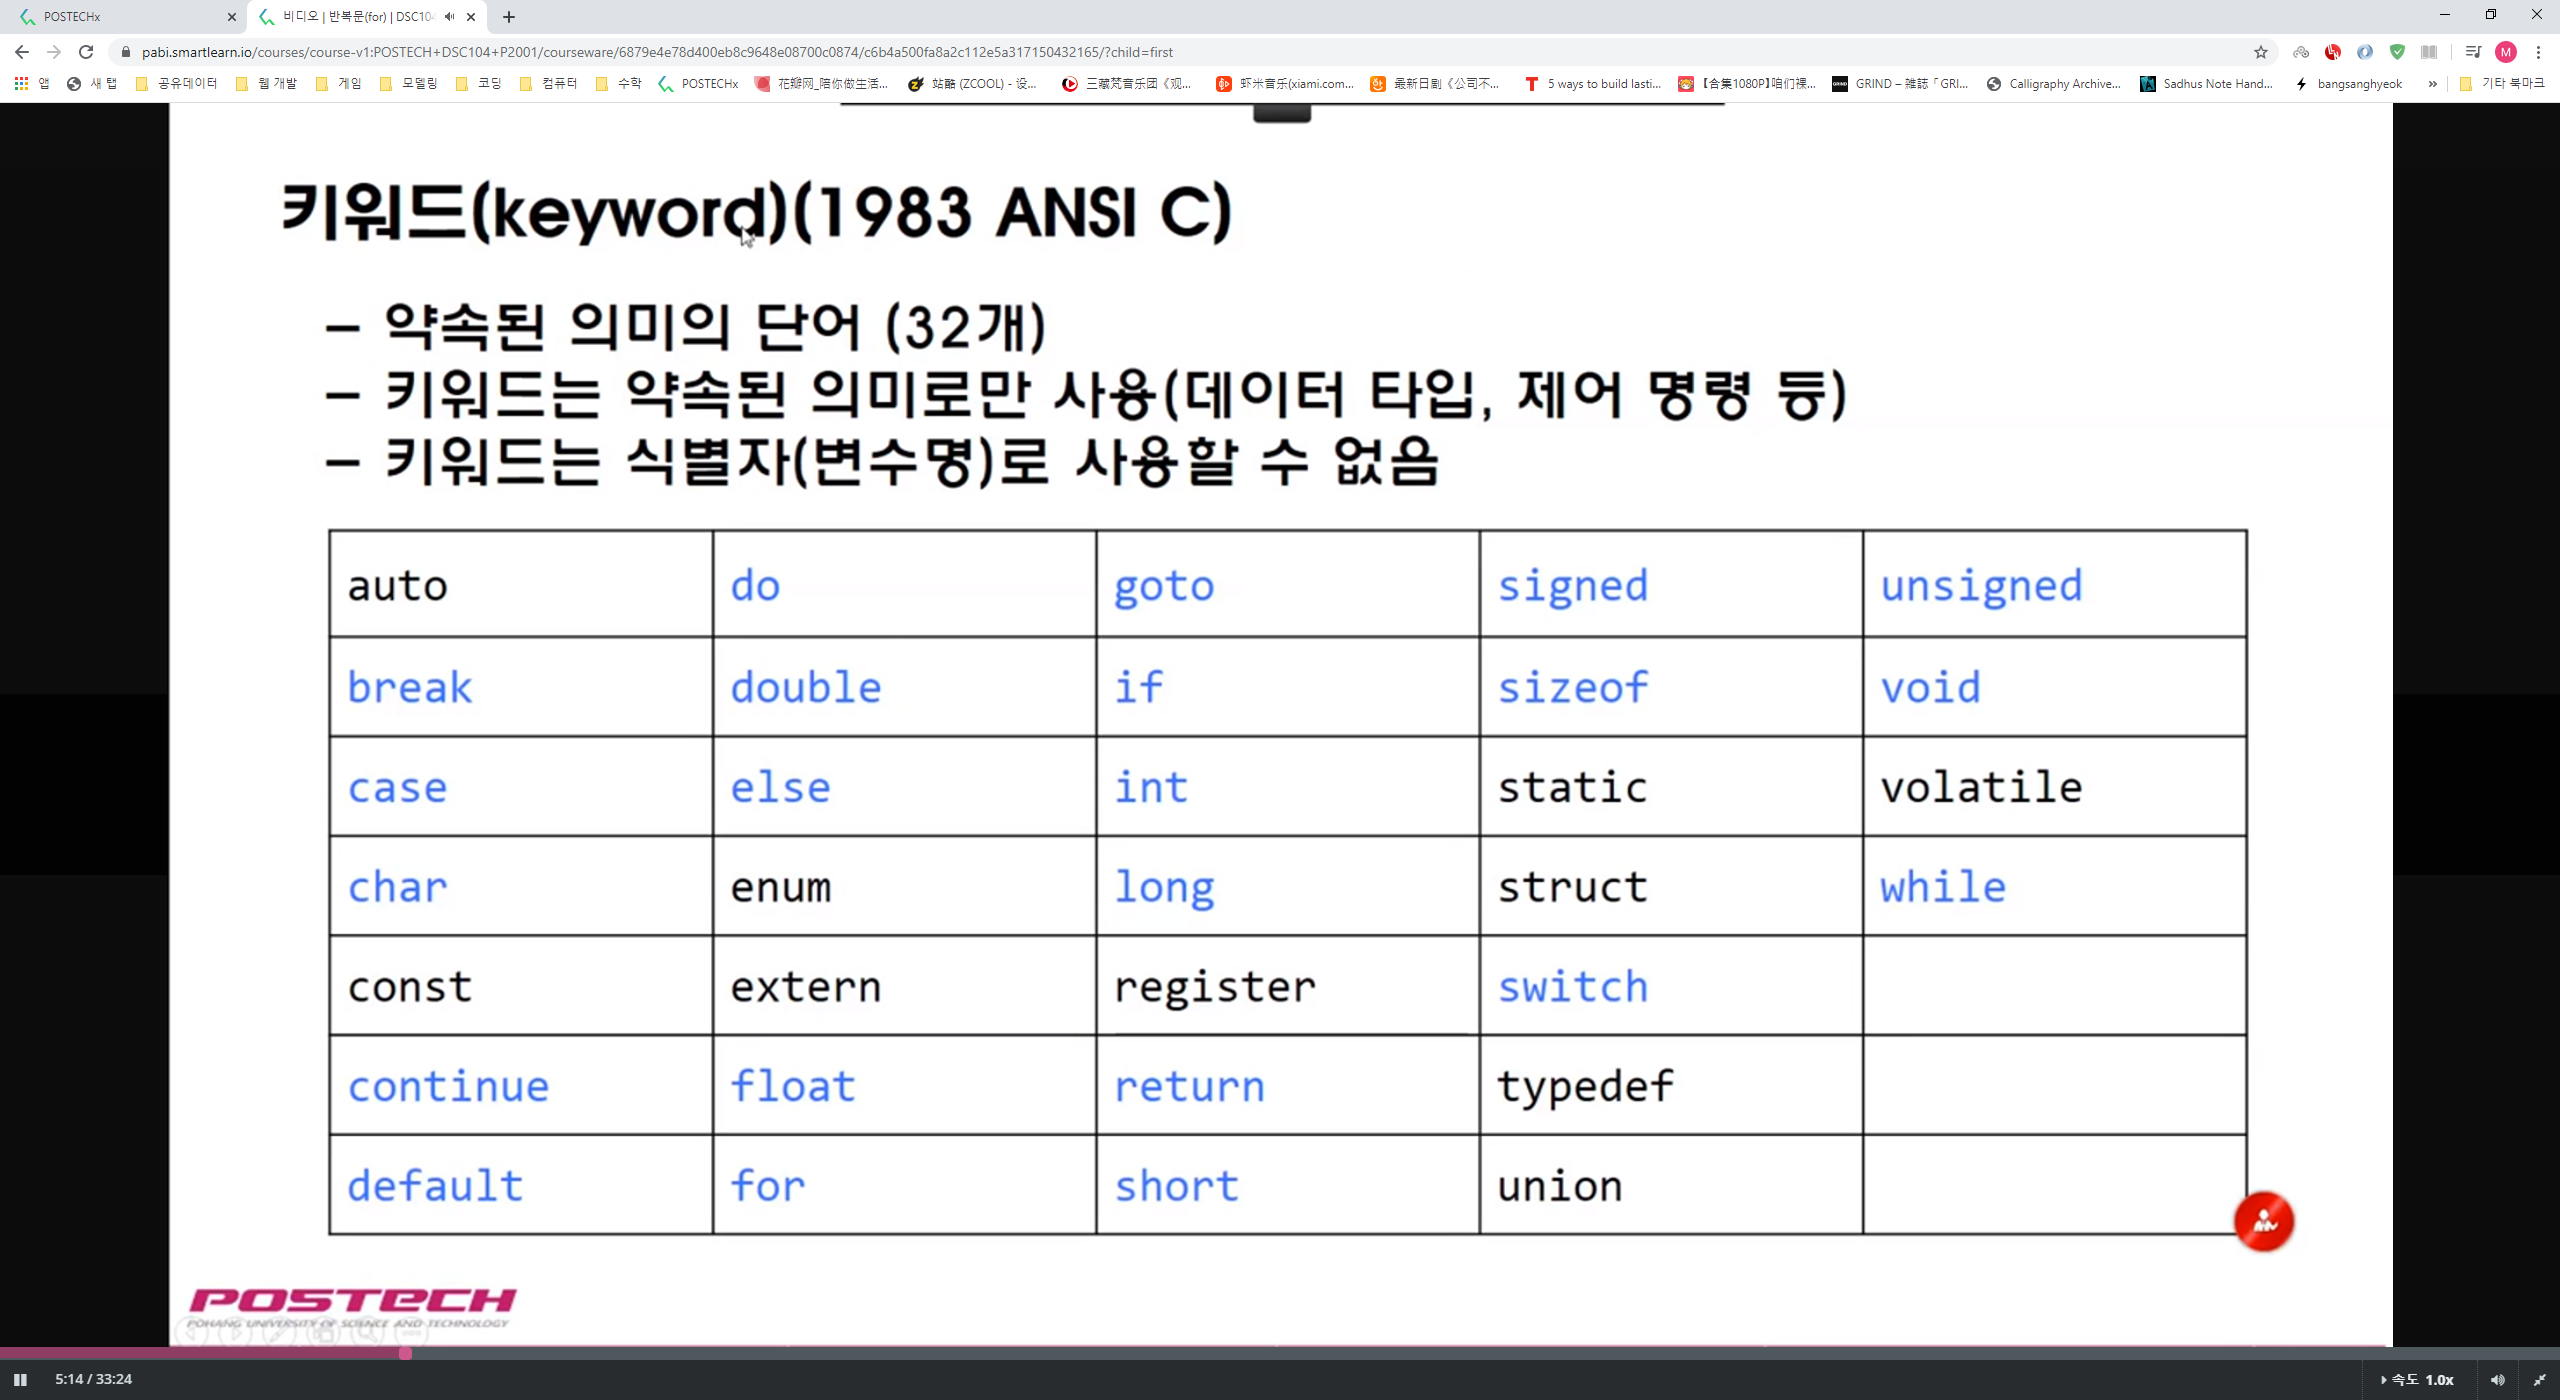 POSTECHx
비디오 | 반복문(for) | DSC10
pabi.smartlearn.io/courses/course-v1:POSTECH+DSC104+P2001/courseware/6879e4e78d400eb8c9648e08700c0874/c6b4a500fa8a2c112e5a317150432165/?child=first
M
앱 새 탭 공유데이터 웹 개발 게임 모델링 코딩 컴퓨터 수학 POSTECHx 花瓣网_陪你做生活... 站酷 (ZCOOL) - 设... 三藏梵音乐团《观... 虾米音乐(xiami.com... 最新日剧《公司不... 5 ways to build lasti... 【合集1080P】咱们裸... GRIND – 雑誌「GRI... Calligraphy Archive... Sadhus Note Hand... bangsanghyeok » 기타 북마크
키워드(keyword)(1983 ANSI C)
– 약속된 의미의 단어 (32개)
– 키워드는 약속된 의미로만 사용(데이터 타입, 제어 명령 등)
– 키워드는 식별자(변수명)로 사용할 수 없음
auto do goto signed unsigned
break double if sizeof void
case else int static volatile
char enum long struct while
const extern register switch
continue float return typedef
default for short union
POSTECH
POHANG UNIVERSITY OF SCIENCE AND TECHNOLOGY
5:14 / 33:24
속도 1.0x